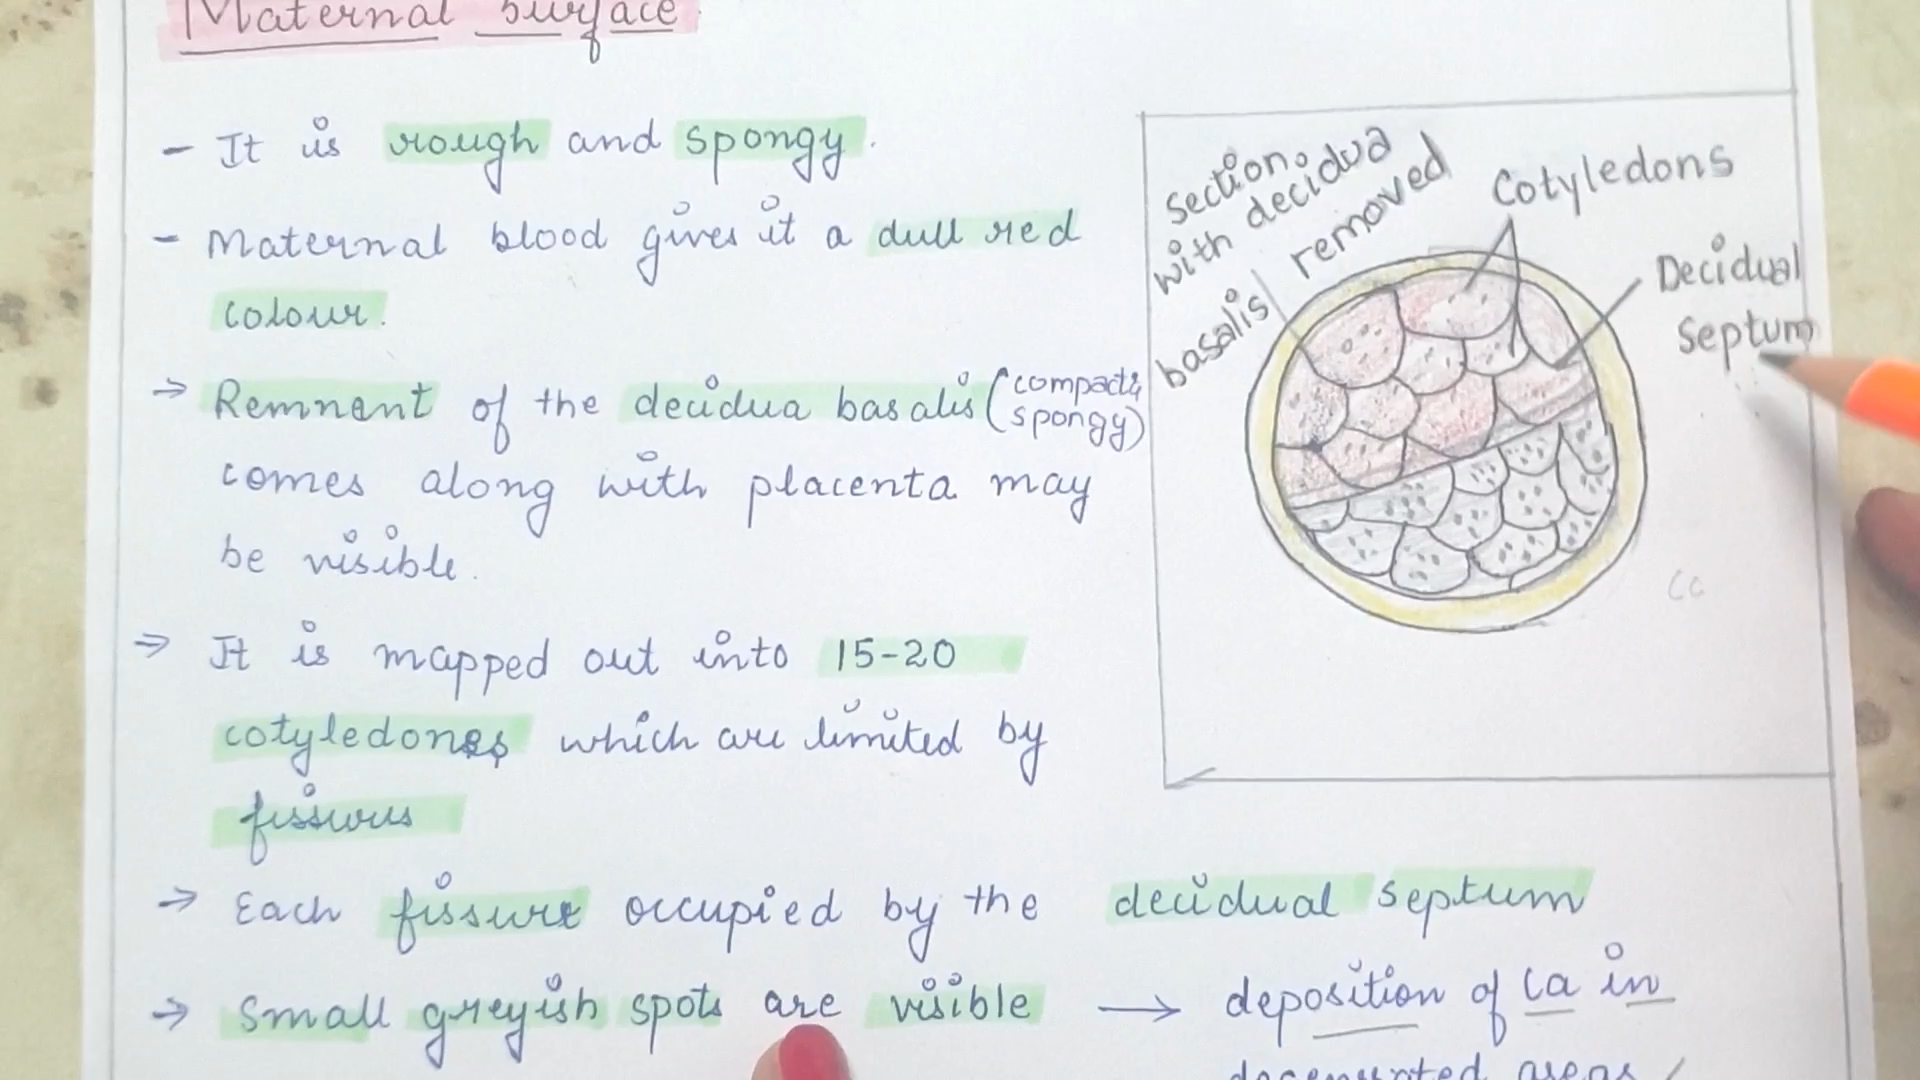 Maternal Surface
- It is rough and spongy.
- Maternal blood gives it a dull red
colour.
→ Remnant of the decidua basalis (compact &
spongy)
comes along with placenta may
be visible.
→ It is mapped out into 15-20
cotyledones which are limited by
fissures
→ Each fissure occupied by the decidual septum
→ Small greyish spots are visible → deposition of Ca in
degenerated areas
section
with decidua
basalis removed
Cotyledons
Decidual
Septum